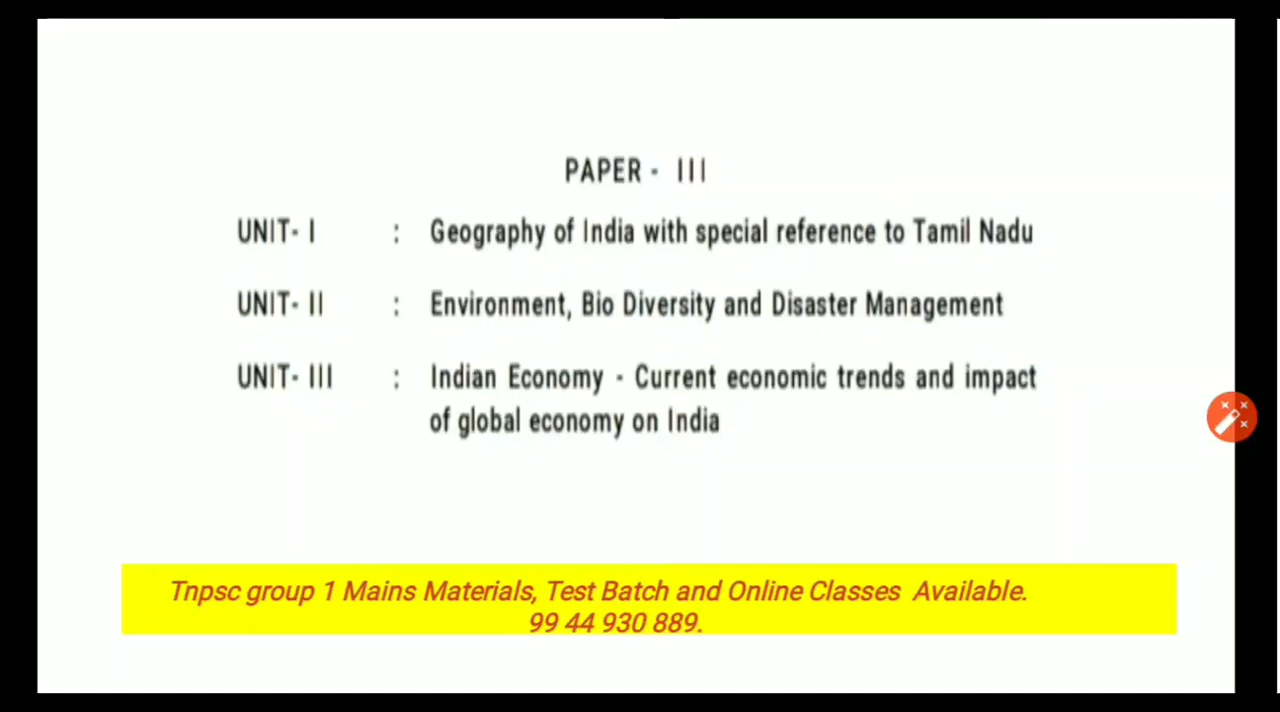 PAPER - III
UNIT- I : Geography of India with special reference to Tamil Nadu
UNIT- II : Environment, Bio Diversity and Disaster Management
UNIT- III : Indian Economy - Current economic trends and impact
of global economy on India
Tnpsc group 1 Mains Materials, Test Batch and Online Classes Available.
99 44 930 889.